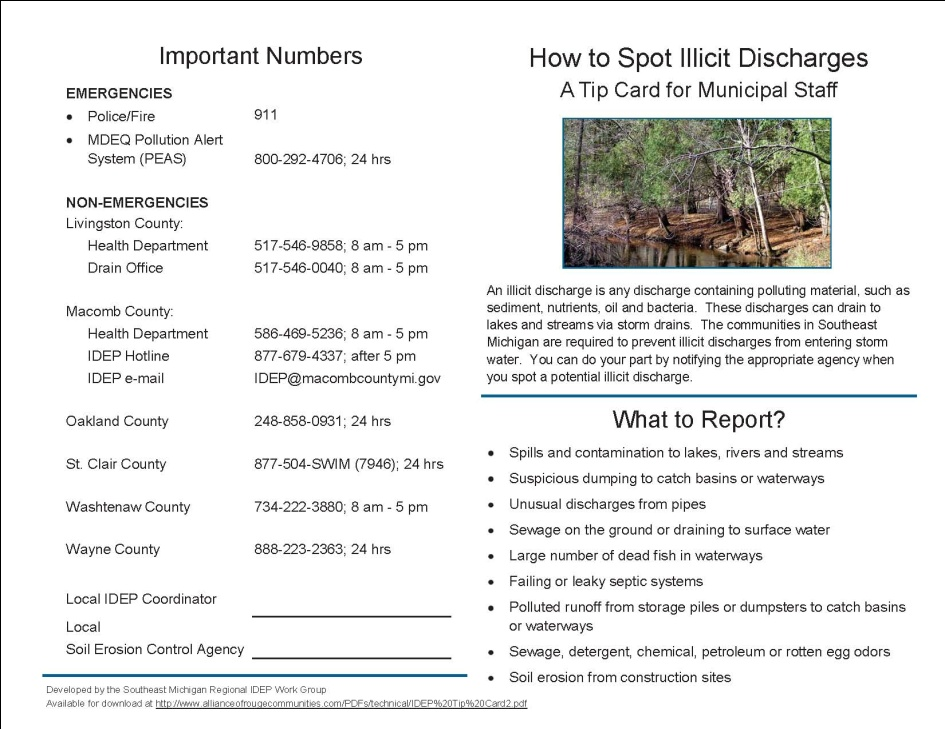 Important Numbers
EMERGENCIES
• Police/Fire 911
• MDEQ Pollution Alert
System (PEAS) 800-292-4706; 24 hrs
NON-EMERGENCIES
Livingston County:
Health Department 517-546-9858; 8 am - 5 pm
Drain Office 517-546-0040; 8 am - 5 pm
Macomb County:
Health Department 586-469-5236; 8 am - 5 pm
IDEP Hotline 877-679-4337; after 5 pm
IDEP e-mail IDEP@macombcountymi.gov
Oakland County 248-858-0931; 24 hrs
St. Clair County 877-504-SWIM (7946); 24 hrs
Washtenaw County 734-222-3880; 8 am - 5 pm
Wayne County 888-223-2363; 24 hrs
Local IDEP Coordinator
Local
Soil Erosion Control Agency
Developed by the Southeast Michigan Regional IDEP Work Group
Available for download at http://www.allianceofrougecommunities.com/PDFs/technical/IDEP%20Tip%20Card2.pdf
How to Spot Illicit Discharges
A Tip Card for Municipal Staff
An illicit discharge is any discharge containing polluting material, such as
sediment, nutrients, oil and bacteria. These discharges can drain to
lakes and streams via storm drains. The communities in Southeast
Michigan are required to prevent illicit discharges from entering storm
water. You can do your part by notifying the appropriate agency when
you spot a potential illicit discharge.
What to Report?
• Spills and contamination to lakes, rivers and streams
• Suspicious dumping to catch basins or waterways
• Unusual discharges from pipes
• Sewage on the ground or draining to surface water
• Large number of dead fish in waterways
• Failing or leaky septic systems
• Polluted runoff from storage piles or dumpsters to catch basins
or waterways
• Sewage, detergent, chemical, petroleum or rotten egg odors
• Soil erosion from construction sites